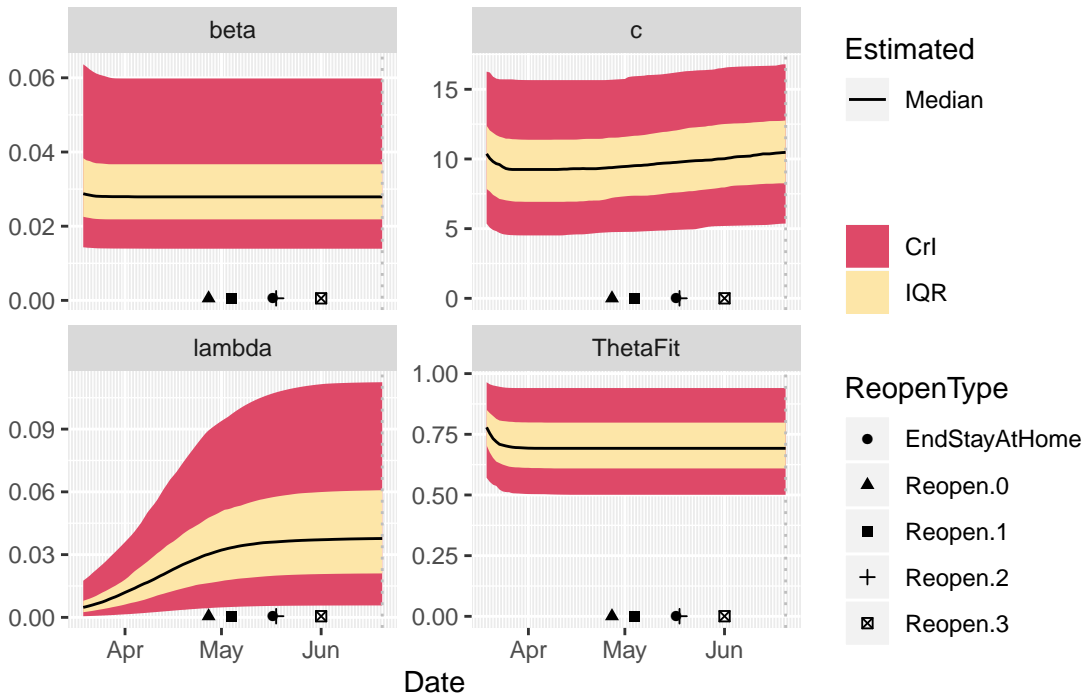 beta
c
Estimated
0.06
0.04
0.02
0.00
15
10
5
0
Median
CrI
IQR
lambda
ThetaFit
0.09
0.06
0.03
0.00
1.00
0.75
0.50
0.25
0.00
ReopenType
EndStayAtHome
Reopen.0
Reopen.1
Reopen.2
Reopen.3
Apr May Jun
Apr May Jun
Date